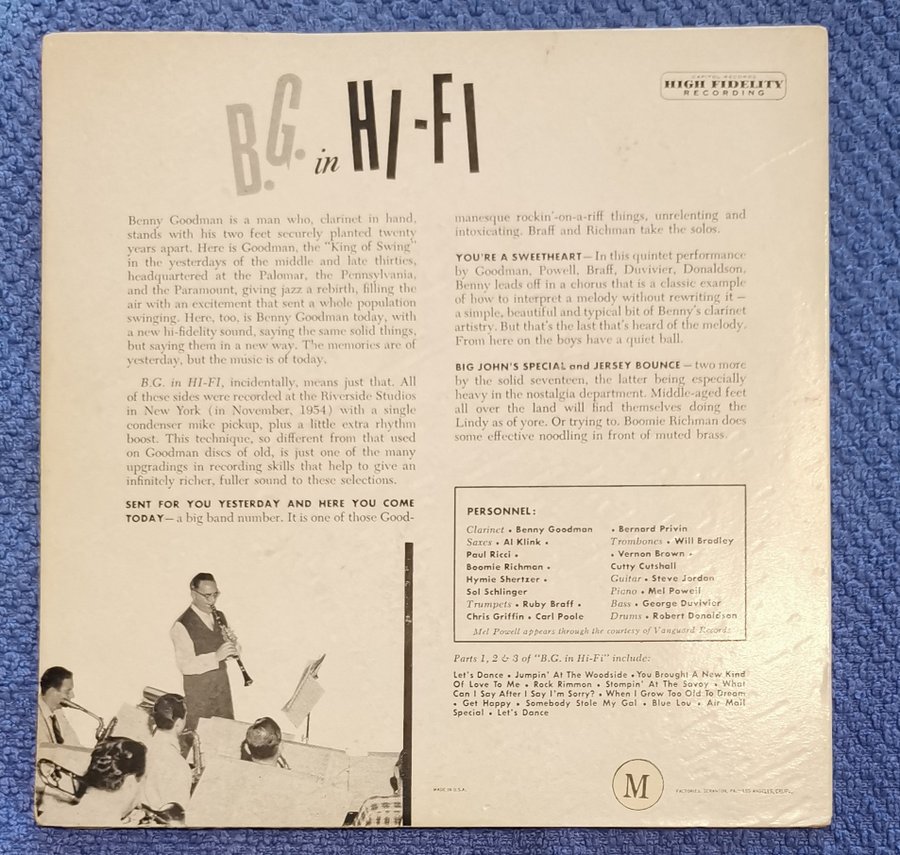 B.G. in HI-FI
CAPITOL RECORDS
HIGH FIDELITY
RECORDING
Benny Goodman is a man who, clarinet in hand,
stands with his two feet securely planted twenty
years apart. Here is Goodman, the "King of Swing"
in the yesterdays of the middle and late thirties,
headquartered at the Palomar, the Pennsylvania,
and the Paramount, giving jazz a rebirth, filling the
air with an excitement that sent a whole population
swinging. Here, too, is Benny Goodman today, with
a new hi-fidelity sound, saying the same solid things,
but saying them in a new way. The memories are of
yesterday, but the music is of today.
B.G. in HI-FI, incidentally, means just that. All
of these sides were recorded at the Riverside Studios
in New York (in November, 1954) with a single
condenser mike pickup, plus a little extra rhythm
boost. This technique, so different from that used
on Goodman discs of old, is just one of the many
upgradings in recording skills that help to give an
infinitely richer, fuller sound to these selections.
SENT FOR YOU YESTERDAY AND HERE YOU COME
TODAY— a big band number. It is one of those Good-
manesque rockin'-on-a-riff things, unrelenting and
intoxicating. Braff and Richman take the solos.
YOU'RE A SWEETHEART— In this quintet performance
by Goodman, Powell, Braff, Duvivier, Donaldson,
Benny leads off in a chorus that is a classic example
of how to interpret a melody without rewriting it —
a simple, beautiful and typical bit of Benny's clarinet
artistry. But that's the last that's heard of the melody.
From here on the boys have a quiet ball.
BIG JOHN'S SPECIAL and JERSEY BOUNCE — two more
by the solid seventeen, the latter being especially
heavy in the nostalgia department. Middle-aged feet
all over the land will find themselves doing the
Lindy as of yore. Or trying to. Boomie Richman does
some effective noodling in front of muted brass.
PERSONNEL:
Clarinet • Benny Goodman
Saxes • Al Klink •
Paul Ricci •
Boomie Richman •
Hymie Shertzer •
Sol Schlinger
Trumpets • Ruby Braff •
Chris Griffin • Carl Poole
• Bernard Privin
Trombones • Will Bradley
• Vernon Brown •
Cutty Cutshall
Guitar • Steve Jordan
Piano • Mel Powell
Bass • George Duvivier
Drums • Robert Donaldson
Mel Powell appears through the courtesy of Vanguard Records
Parts 1, 2 & 3 of "B.G. in Hi-Fi" include:
Let's Dance • Jumpin' At The Woodside • You Brought A New Kind
Of Love To Me • Rock Rimmon • Stompin' At The Savoy • What
Can I Say After I Say I'm Sorry? • When I Grow Too Old To Dream
• Get Happy • Somebody Stole My Gal • Blue Lou • Air Mail
Special • Let's Dance
MADE IN U.S.A.
M
FACTORIES: SCRANTON, PA.—LOS ANGELES, CALIF.